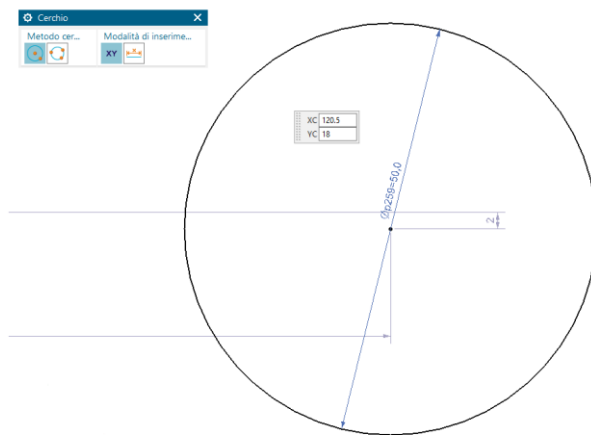 Cerchio
Metodo cer...
Modalità di inserime...
XY
XC 120.5
YC 18
Øp259=50,0
2